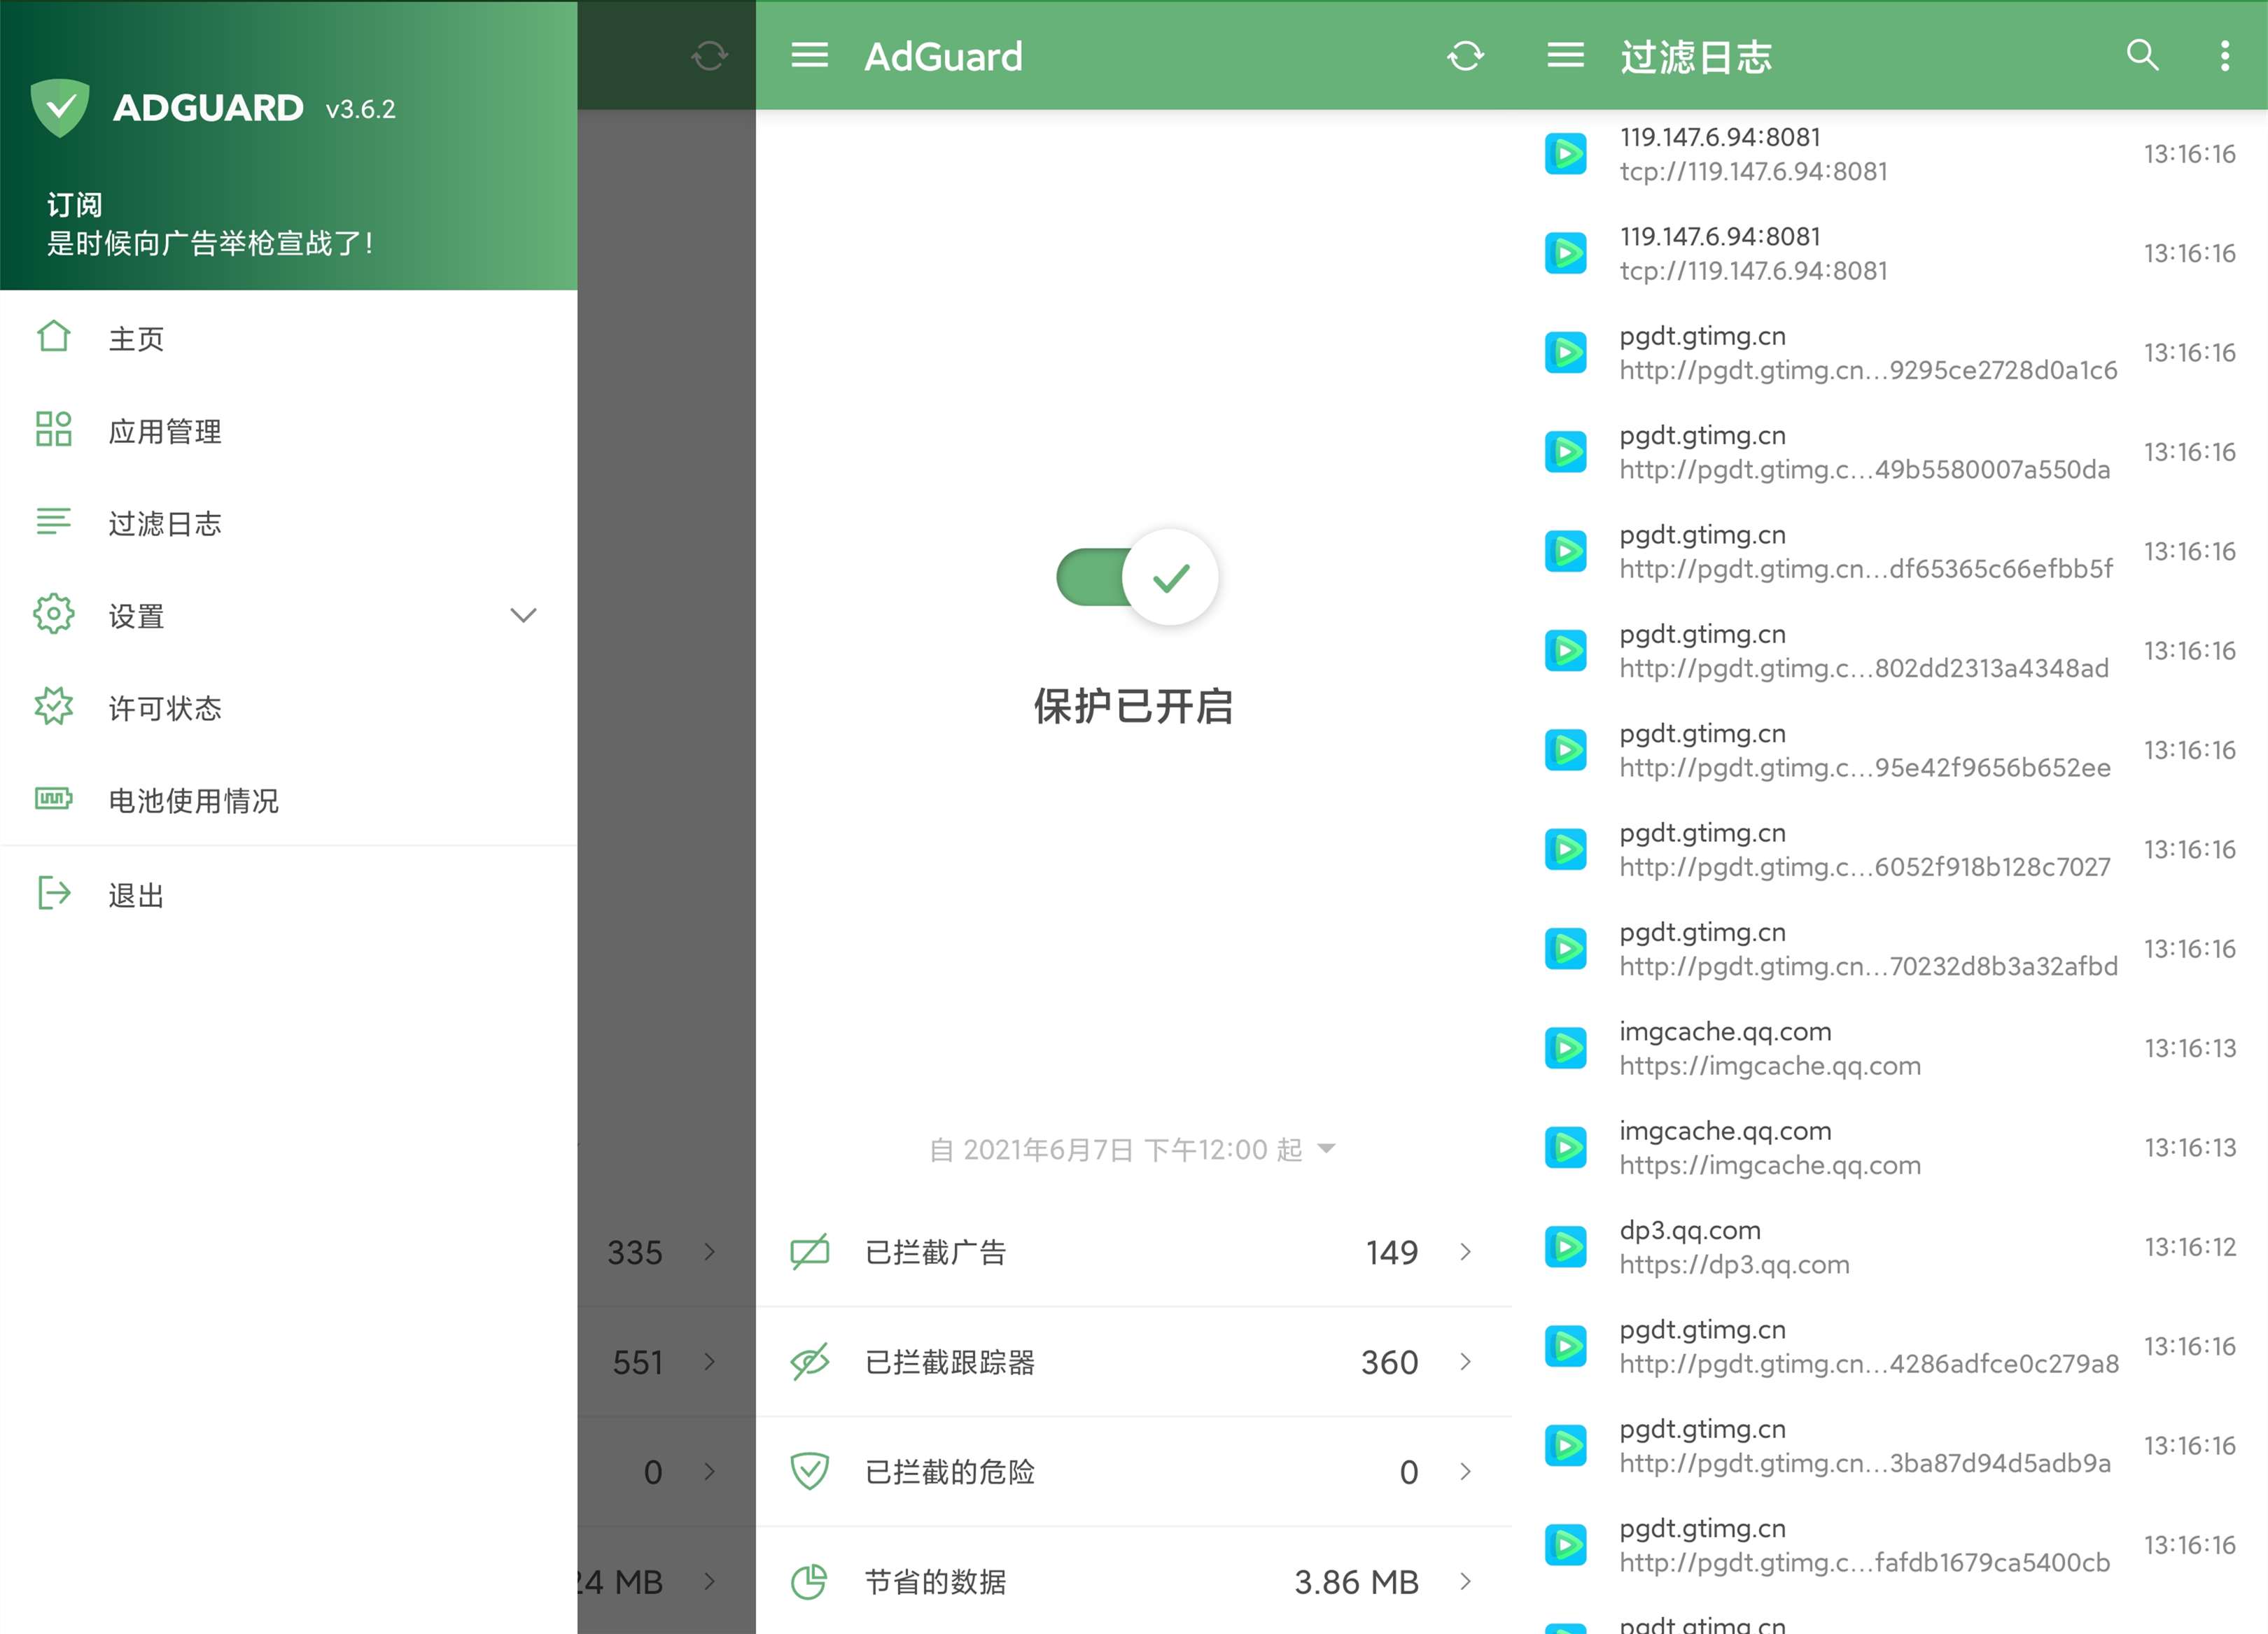 ADGUARD v3.6.2
订阅
是时候向广告举枪宣战了！
主页
应用管理
过滤日志
设置
许可状态
电池使用情况
退出
335
551
0
24 MB
AdGuard
保护已开启
自 2021年6月7日 下午12:00 起
已拦截广告 149
已拦截跟踪器 360
已拦截的危险 0
节省的数据 3.86 MB
过滤日志
119.147.6.94:8081
tcp://119.147.6.94:8081 13:16:16
119.147.6.94:8081
tcp://119.147.6.94:8081 13:16:16
pgdt.gtimg.cn
http://pgdt.gtimg.cn...9295ce2728d0a1c6 13:16:16
pgdt.gtimg.cn
http://pgdt.gtimg.c...49b5580007a550da 13:16:16
pgdt.gtimg.cn
http://pgdt.gtimg.cn...df65365c66efbb5f 13:16:16
pgdt.gtimg.cn
http://pgdt.gtimg.c...802dd2313a4348ad 13:16:16
pgdt.gtimg.cn
http://pgdt.gtimg.c...95e42f9656b652ee 13:16:16
pgdt.gtimg.cn
http://pgdt.gtimg.c...6052f918b128c7027 13:16:16
pgdt.gtimg.cn
http://pgdt.gtimg.cn...70232d8b3a32afbd 13:16:16
imgcache.qq.com
https://imgcache.qq.com 13:16:13
imgcache.qq.com
https://imgcache.qq.com 13:16:13
dp3.qq.com
https://dp3.qq.com 13:16:12
pgdt.gtimg.cn
http://pgdt.gtimg.cn...4286adfce0c279a8 13:16:16
pgdt.gtimg.cn
http://pgdt.gtimg.cn...3ba87d94d5adb9a 13:16:16
pgdt.gtimg.cn
http://pgdt.gtimg.c...fafdb1679ca5400cb 13:16:16
pgdt.gtimg.cn